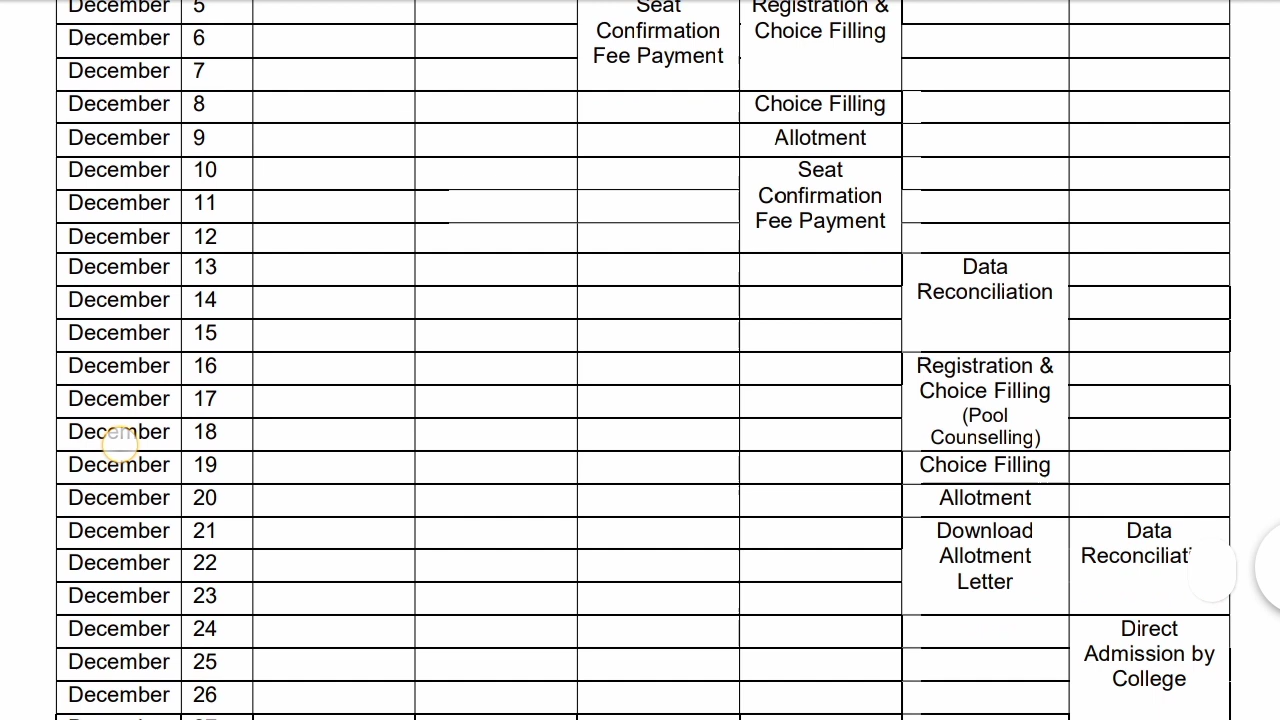 December 5 Seat Registration &
December 6 Confirmation Choice Filling
Fee Payment
December 7
December 8 Choice Filling
December 9 Allotment
December 10 Seat
December 11 Confirmation
Fee Payment
December 12
December 13 Data
Reconciliation
December 14
December 15
December 16 Registration &
December 17 Choice Filling
(Pool
December 18 Counselling)
December 19 Choice Filling
December 20 Allotment
December 21 Download Data
December 22 Allotment Reconciliati
Letter
December 23
December 24 Direct
December 25 Admission by
College
December 26